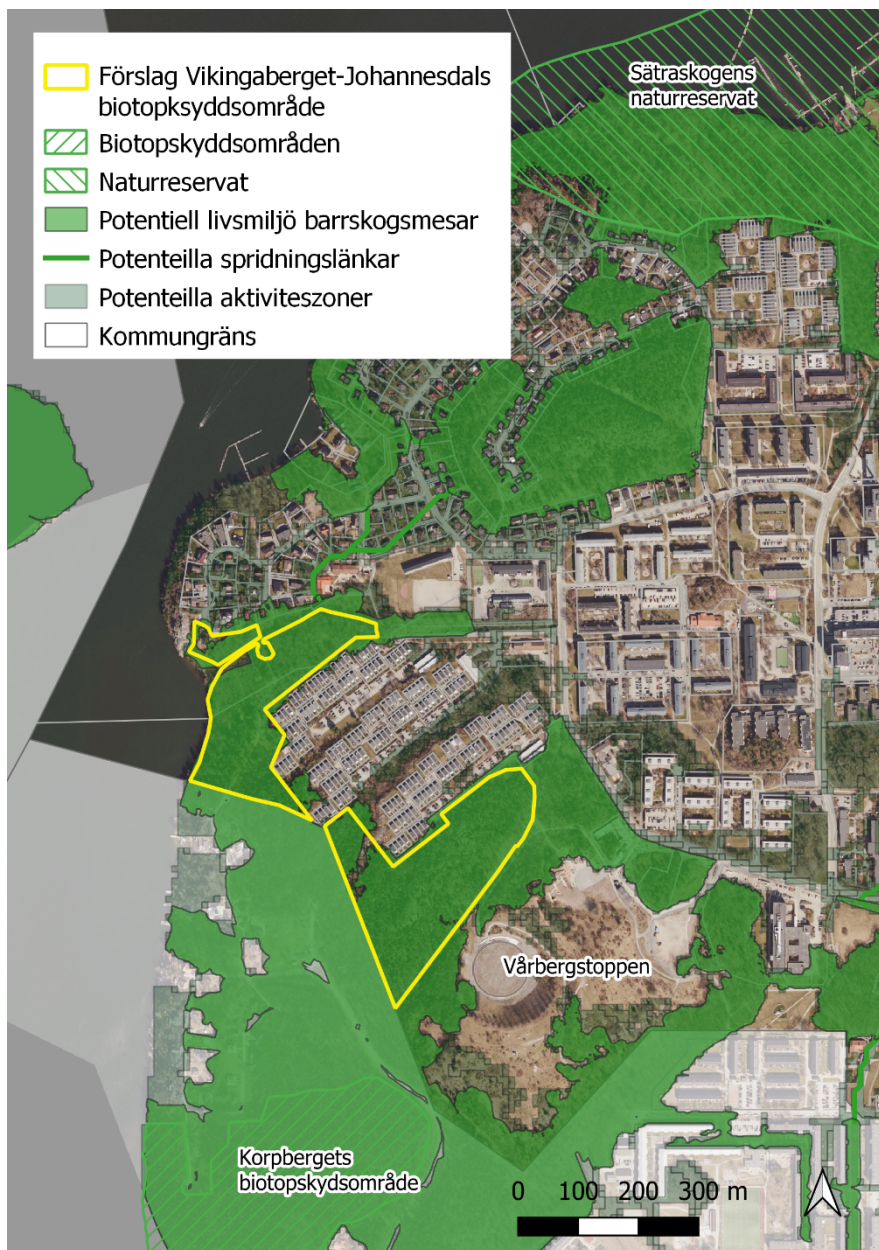 Förslag Vikingaberget-Johannesdals
biotopksyddsområde
Biotopskyddsområden
Naturreservat
Potentiell livsmiljö barrskogsmesar
Potenteilla spridningslänkar
Potenteilla aktiviteszoner
Kommungräns
Sätraskogens
naturreservat
Vårbergstoppen
Korpbergets
biotopskydsområde
0 100 200 300 m